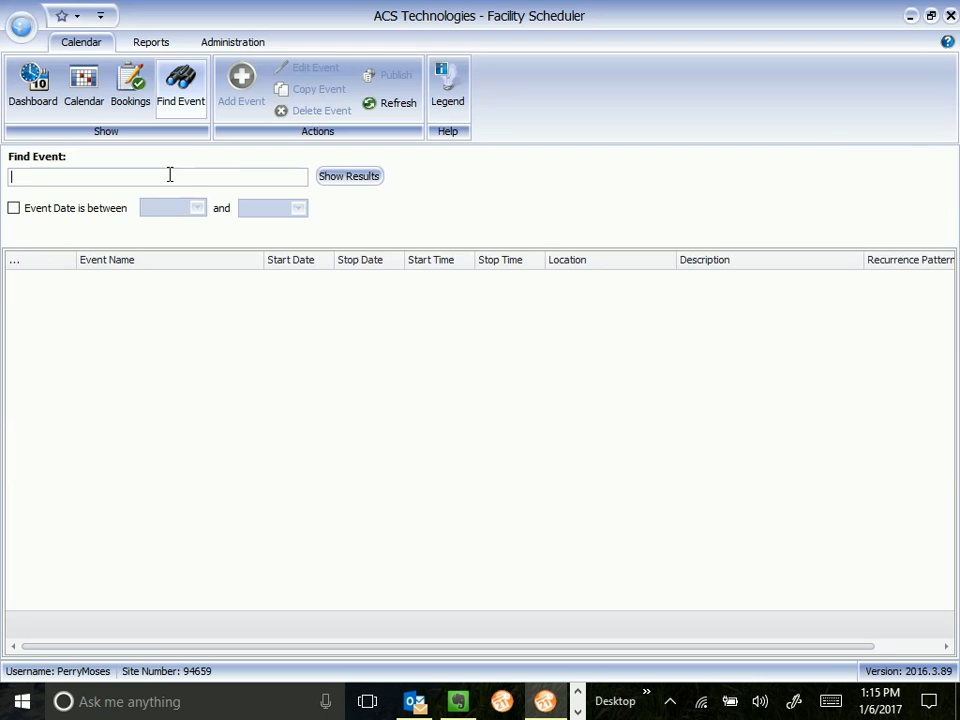 ACS Technologies - Facility Scheduler
Calendar Reports Administration
Dashboard Calendar Bookings Find Event
Add Event Edit Event Copy Event Delete Event Publish Refresh
Legend
Show Actions Help
Find Event:
Show Results
Event Date is between and
... Event Name Start Date Stop Date Start Time Stop Time Location Description Recurrence Pattern
Username: PerryMoses Site Number: 94659 Version: 2016.3.89
Ask me anything Desktop 1:15 PM
1/6/2017